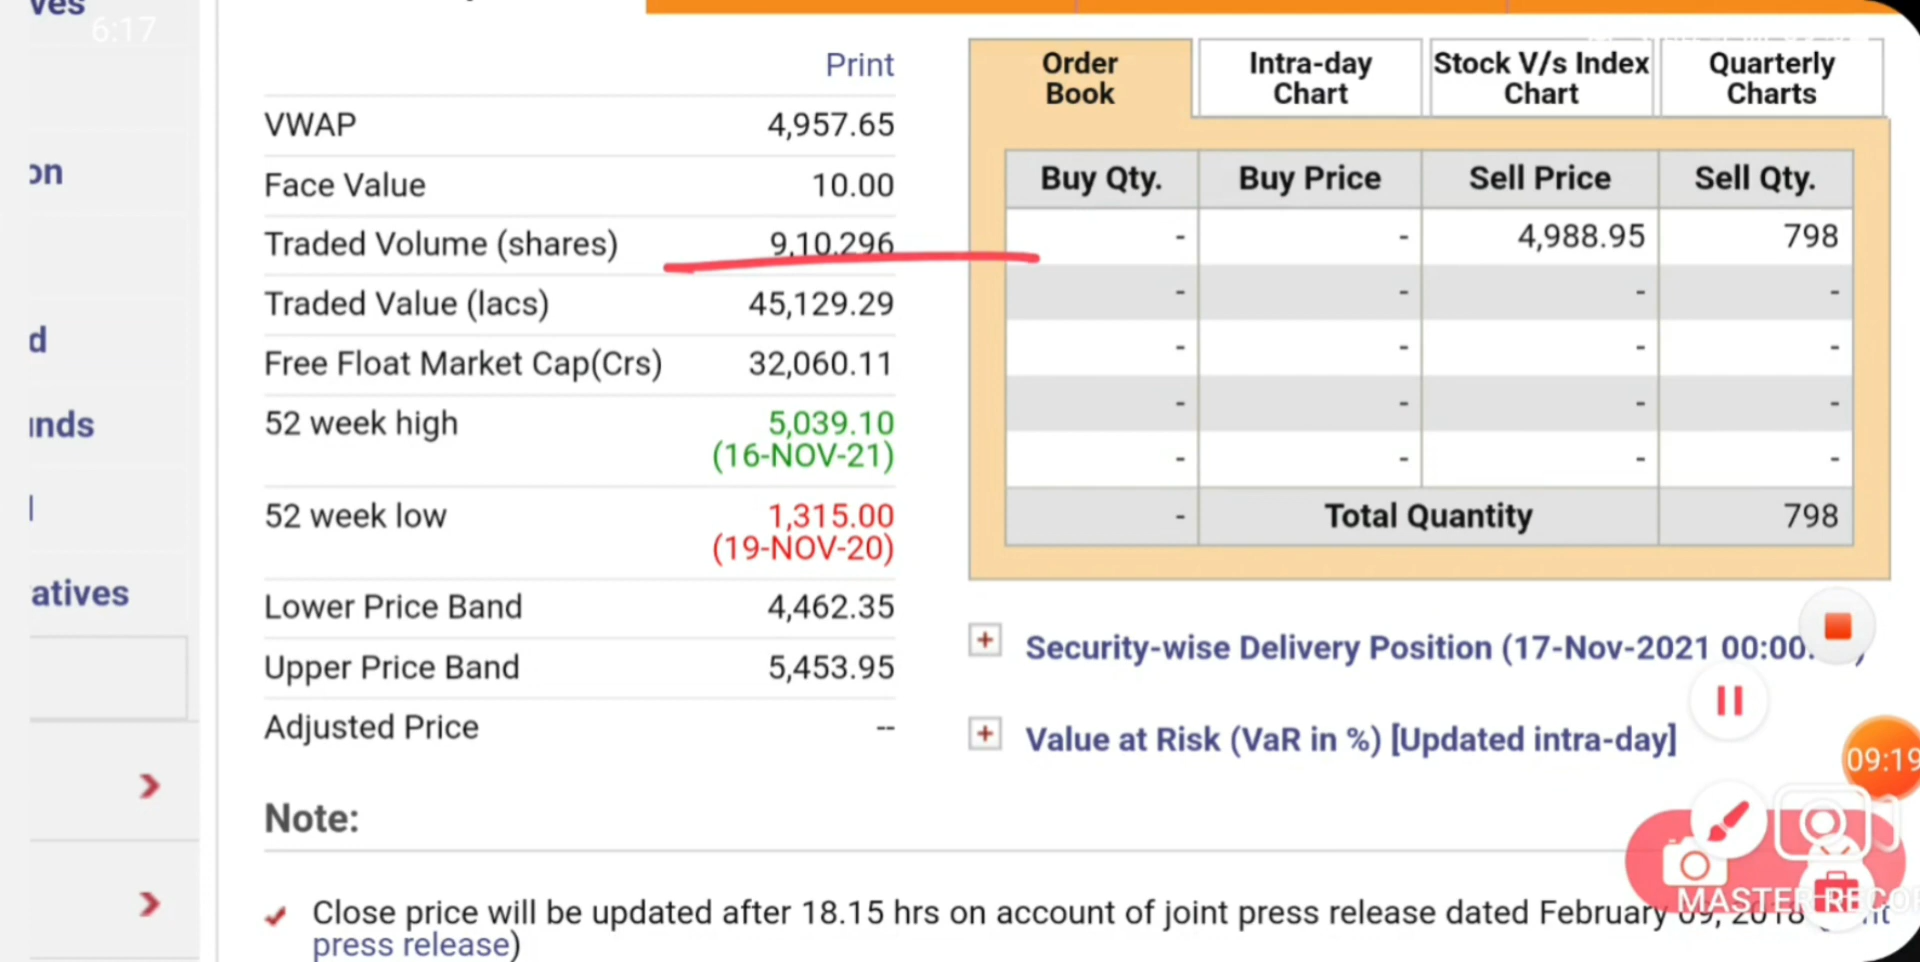 ves
6:17
Print
VWAP 4,957.65
Face Value 10.00
Traded Volume (shares) 9,10,296
Traded Value (lacs) 45,129.29
Free Float Market Cap(Crs) 32,060.11
52 week high 5,039.10
(16-NOV-21)
52 week low 1,315.00
(19-NOV-20)
Lower Price Band 4,462.35
Upper Price Band 5,453.95
Adjusted Price --
on
d
unds
atives
Order Book
Intra-day Chart
Stock V/s Index Chart
Quarterly Charts
Buy Qty. Buy Price Sell Price Sell Qty.
- - 4,988.95 798
- - - -
- - - -
- - - -
- - - -
- Total Quantity 798
Security-wise Delivery Position (17-Nov-2021 00:00
Value at Risk (VaR in %) [Updated intra-day]
09:19
Note:
MASTER RECOR
Close price will be updated after 18.15 hrs on account of joint press release dated February 09, 2018
press release)